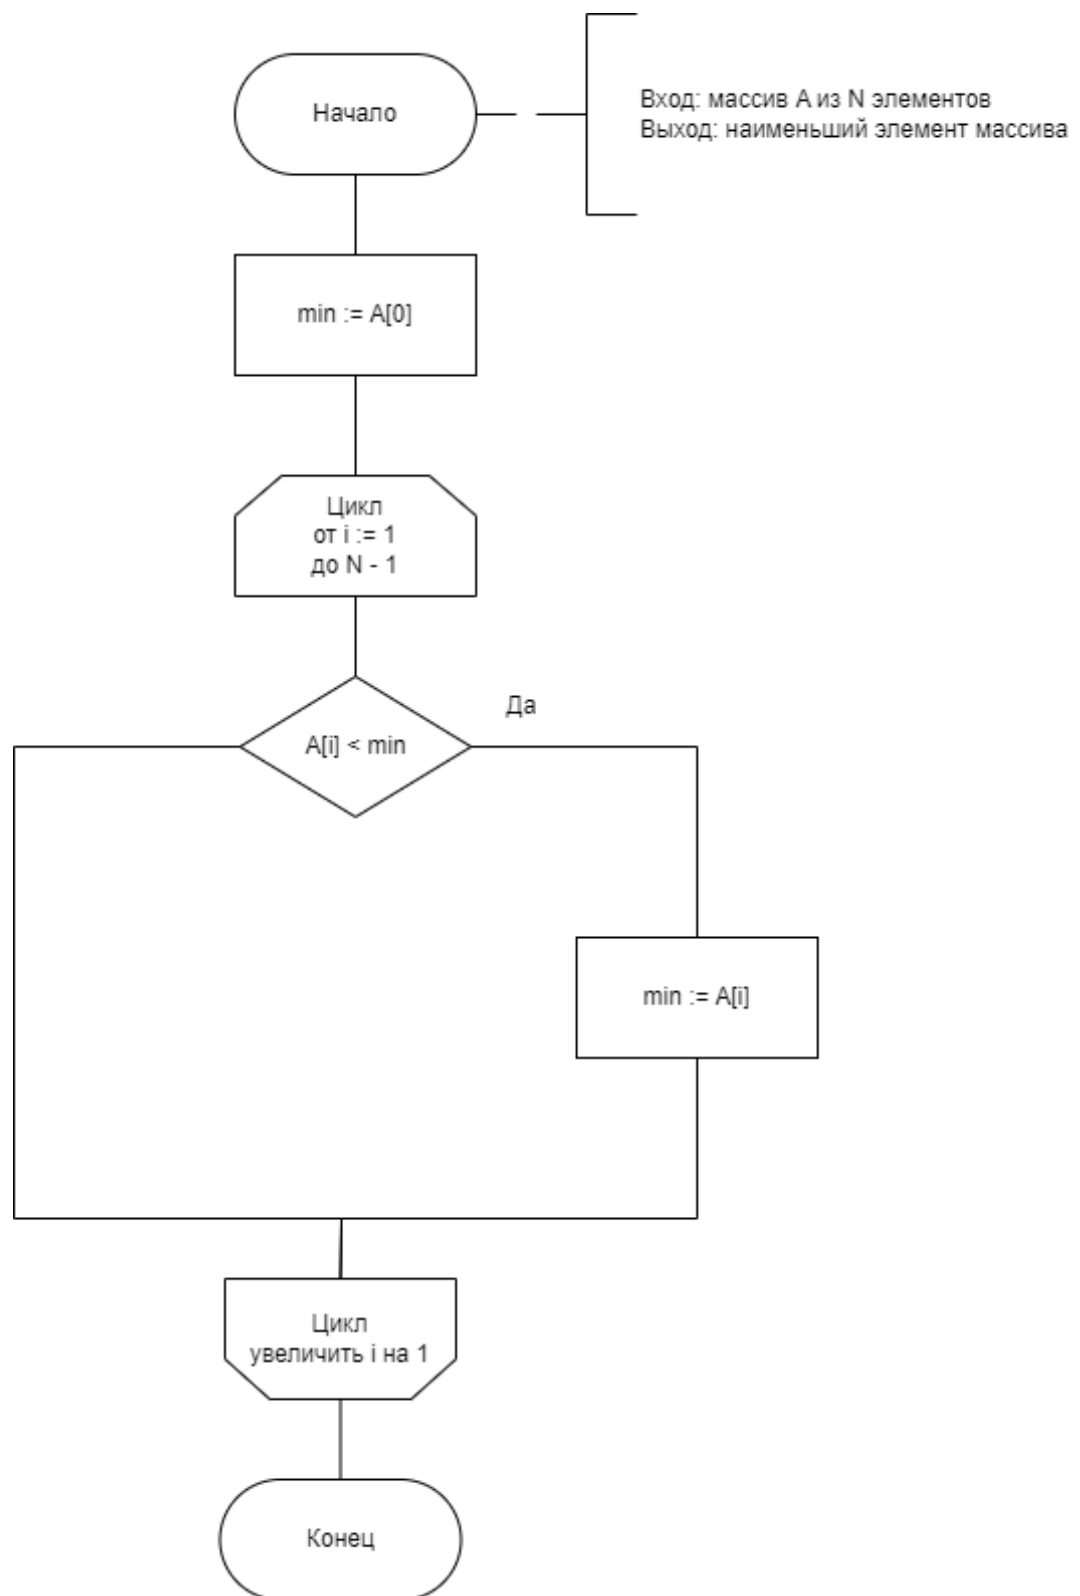 Начало
Вход: массив A из N элементов
Выход: наименьший элемент массива
min := A[0]
Цикл
от i := 1
до N - 1
Да
A[i] < min
min := A[i]
Цикл
увеличить i на 1
Конец